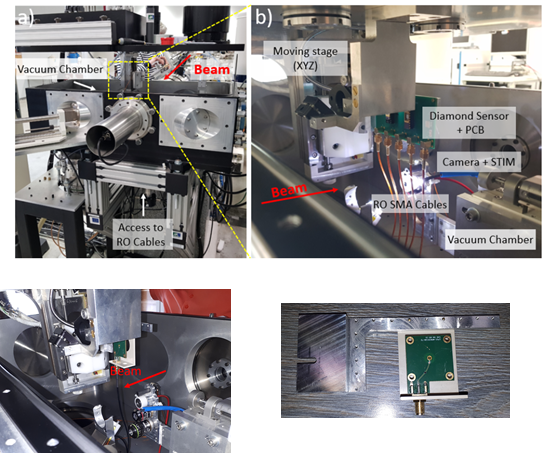 a)
Vacuum Chamber
Beam
Access to
RO Cables
b)
Moving stage
(XYZ)
Diamond Sensor
+ PCB
Camera + STIM
Beam
RO SMA Cables
Vacuum Chamber
Beam